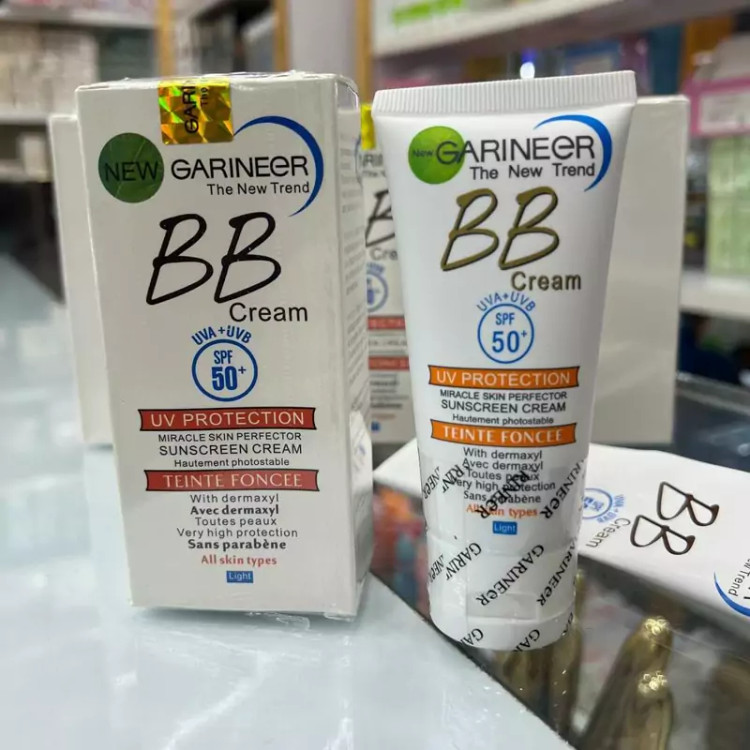 NEW
GARINEER
The New Trend
BB
Cream
UVA+UVB
SPF
50+
UV PROTECTION
MIRACLE SKIN PERFECTOR
SUNSCREEN CREAM
Hautement photostable
TEINTE FONCEE
With dermaxyl
Avec dermaxyl
Toutes peaux
Very high protection
Sans parabène
All skin types
Light
New GARINEER
The New Trend
BB
Cream
UVA+UVB
SPF
50+
UV PROTECTION
MIRACLE SKIN PERFECTOR
SUNSCREEN CREAM
Hautement photostable
TEINTE FONCEE
With dermaxyl
Avec dermaxyl
Toutes peaux
Very high protection
Sans parabène
All skin types
Light
GARINEER
GARINEER
GARINEER
BB
Cream
UVA+UVB